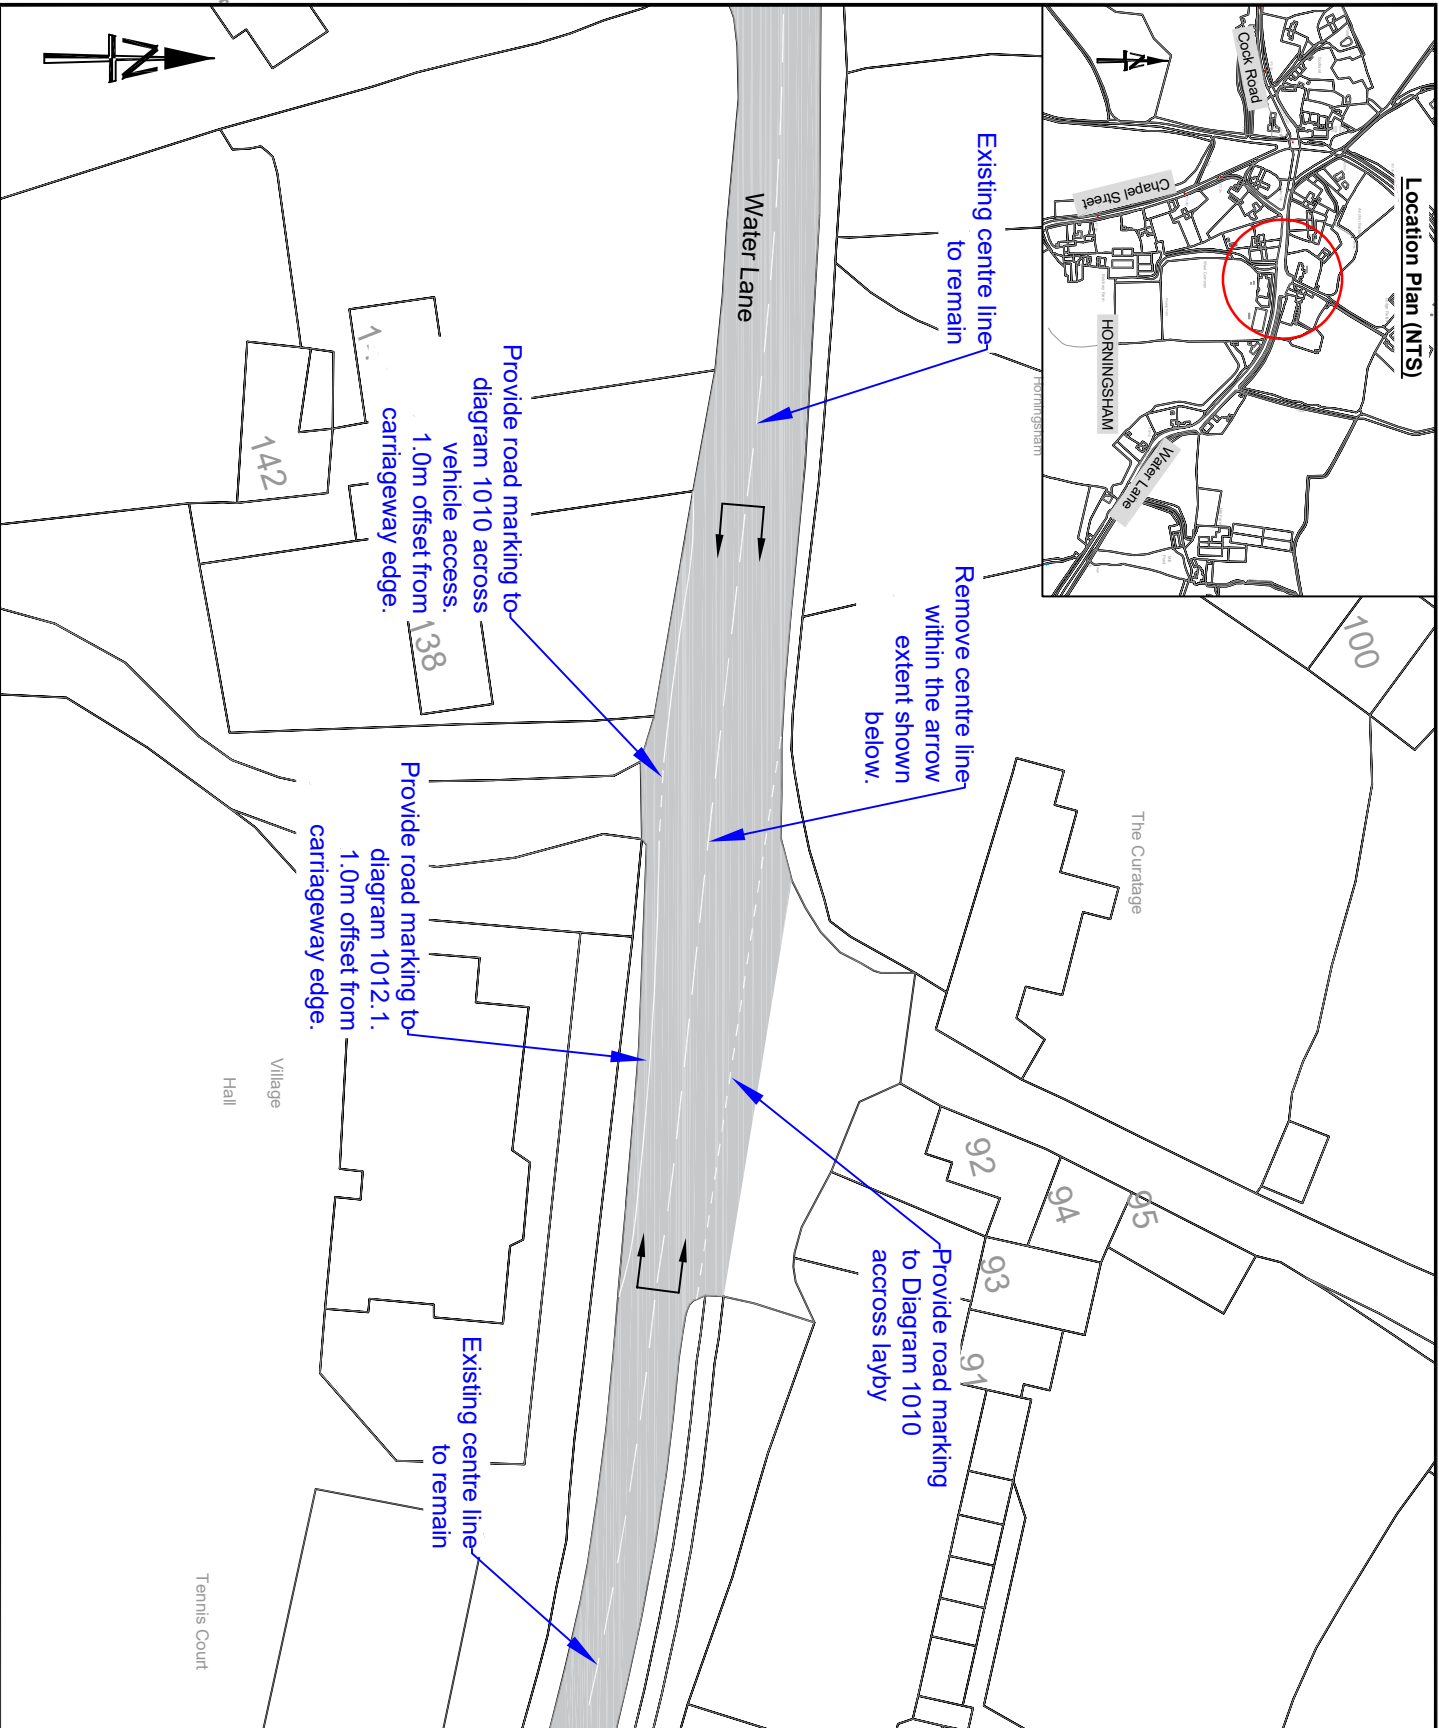 Location Plan (NTS)
Cock Road
Chapel Street
HORNINGSHAM
Water Lane
N
Horningsham
100
Existing centre line
to remain
Remove centre line
within the arrow
extent shown
below.
The Curatage
Provide road marking
to Diagram 1010
accross layby
92
94
95
93
91
Water Lane
Provide road marking to
diagram 1010 across
vehicle access.
1.0m offset from
carriageway edge.
142
138
Provide road marking to
diagram 1012.1.
1.0m offset from
carriageway edge.
Existing centre line
to remain
Village
Hall
Tennis Court
N